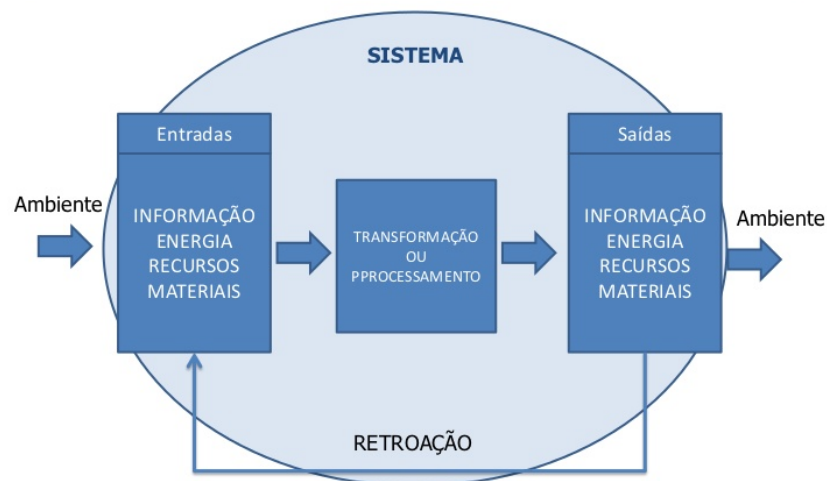 SISTEMA
Entradas
Saídas
Ambiente
INFORMAÇÃO
ENERGIA
RECURSOS
MATERIAIS
TRANSFORMAÇÃO
OU
PPROCESSAMENTO
INFORMAÇÃO
ENERGIA
RECURSOS
MATERIAIS
Ambiente
RETROAÇÃO